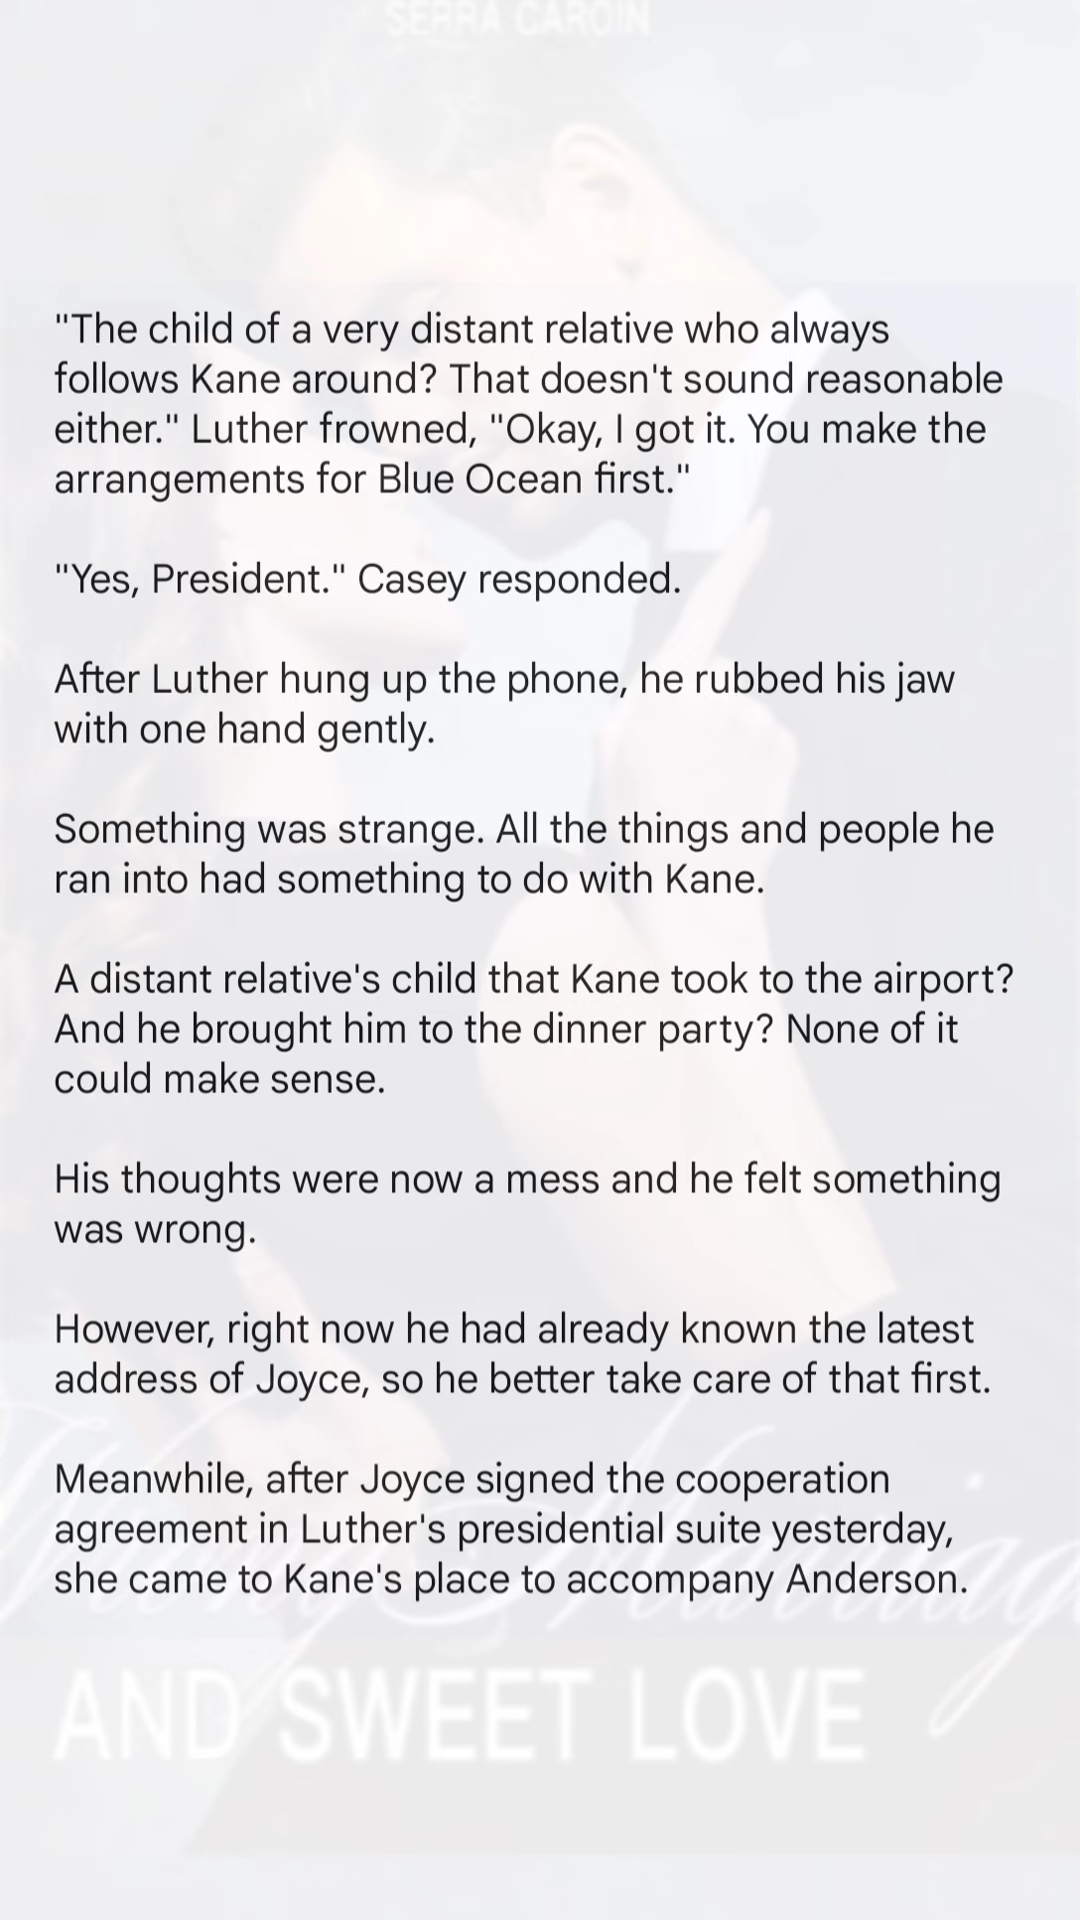 SERRA CAROIN
"The child of a very distant relative who always
follows Kane around? That doesn't sound reasonable
either." Luther frowned, "Okay, I got it. You make the
arrangements for Blue Ocean first."
"Yes, President." Casey responded.
After Luther hung up the phone, he rubbed his jaw
with one hand gently.
Something was strange. All the things and people he
ran into had something to do with Kane.
A distant relative's child that Kane took to the airport?
And he brought him to the dinner party? None of it
could make sense.
His thoughts were now a mess and he felt something
was wrong.
However, right now he had already known the latest
address of Joyce, so he better take care of that first.
Meanwhile, after Joyce signed the cooperation
agreement in Luther's presidential suite yesterday,
she came to Kane's place to accompany Anderson.
AND SWEET LOVE